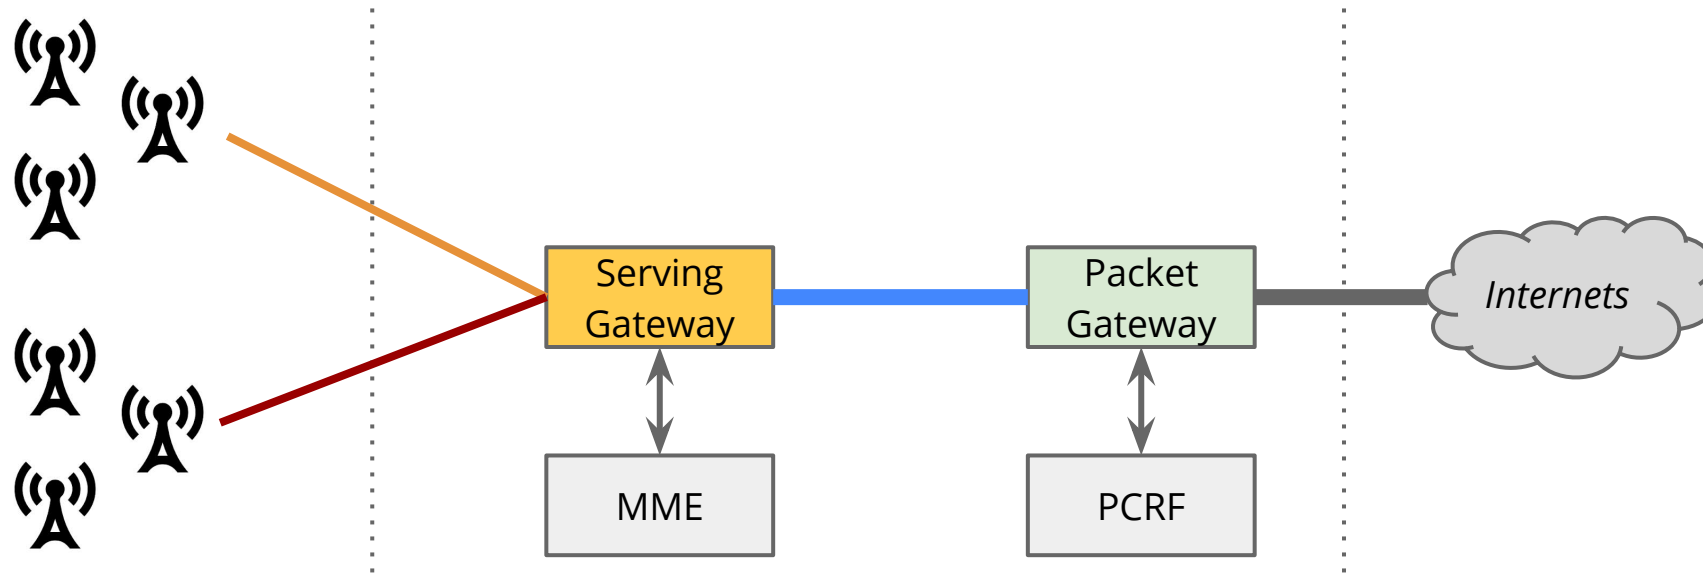 Serving
Gateway
Packet
Gateway
Internets
MME
PCRF